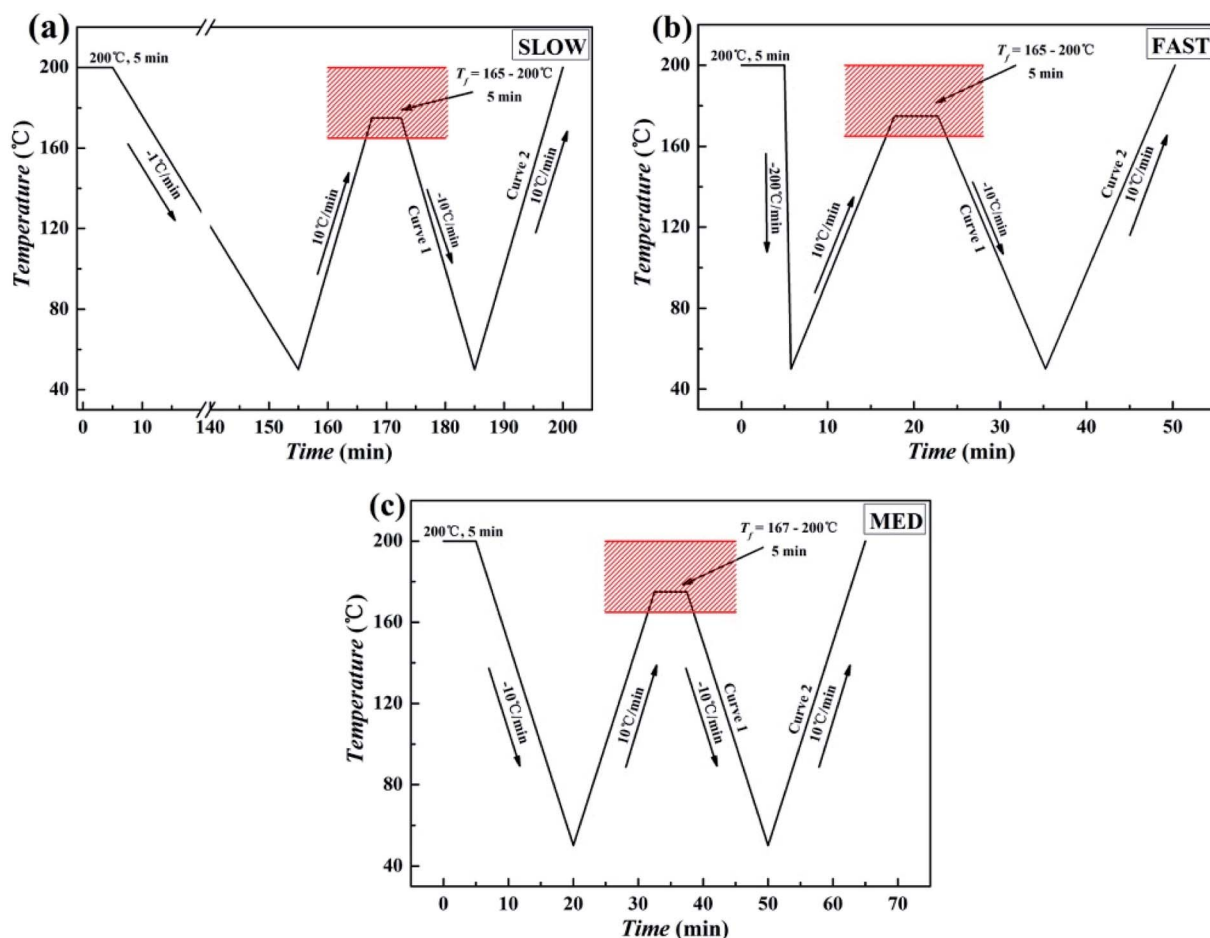 (a)
SLOW
200℃, 5 min
T_f = 165 - 200℃
5 min
-1℃/min
10℃/min
-10℃/min
Curve 1
Curve 2
10℃/min
Temperature (℃)
200
160
120
80
40
0 10 140 150 160 170 180 190 200
Time (min)
(b)
FAST
200℃, 5 min
T_f = 165 - 200℃
5 min
-200℃/min
10℃/min
-10℃/min
Curve 1
Curve 2
10℃/min
Temperature (℃)
200
160
120
80
40
0 10 20 30 40 50
Time (min)
(c)
MED
200℃, 5 min
T_f = 167 - 200℃
5 min
-10℃/min
10℃/min
-10℃/min
Curve 1
Curve 2
10℃/min
Temperature (℃)
200
160
120
80
40
0 10 20 30 40 50 60 70
Time (min)